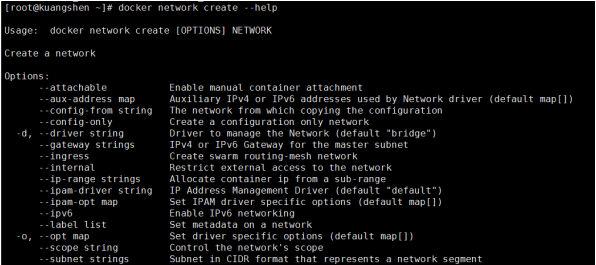 [root@kuangshen ~]# docker network create --help
Usage:  docker network create [OPTIONS] NETWORK
Create a network
Options:
      --attachable           Enable manual container attachment
      --aux-address map      Auxiliary IPv4 or IPv6 addresses used by Network driver (default map[])
      --config-from string   The network from which copying the configuration
      --config-only          Create a configuration only network
  -d, --driver string        Driver to manage the Network (default "bridge")
      --gateway strings      IPv4 or IPv6 Gateway for the master subnet
      --ingress              Create swarm routing-mesh network
      --internal             Restrict external access to the network
      --ip-range strings     Allocate container ip from a sub-range
      --ipam-driver string   IP Address Management Driver (default "default")
      --ipam-opt map         Set IPAM driver specific options (default map[])
      --ipv6                 Enable IPv6 networking
      --label list           Set metadata on a network
  -o, --opt map              Set driver specific options (default map[])
      --scope string         Control the network's scope
      --subnet strings       Subnet in CIDR format that represents a network segment